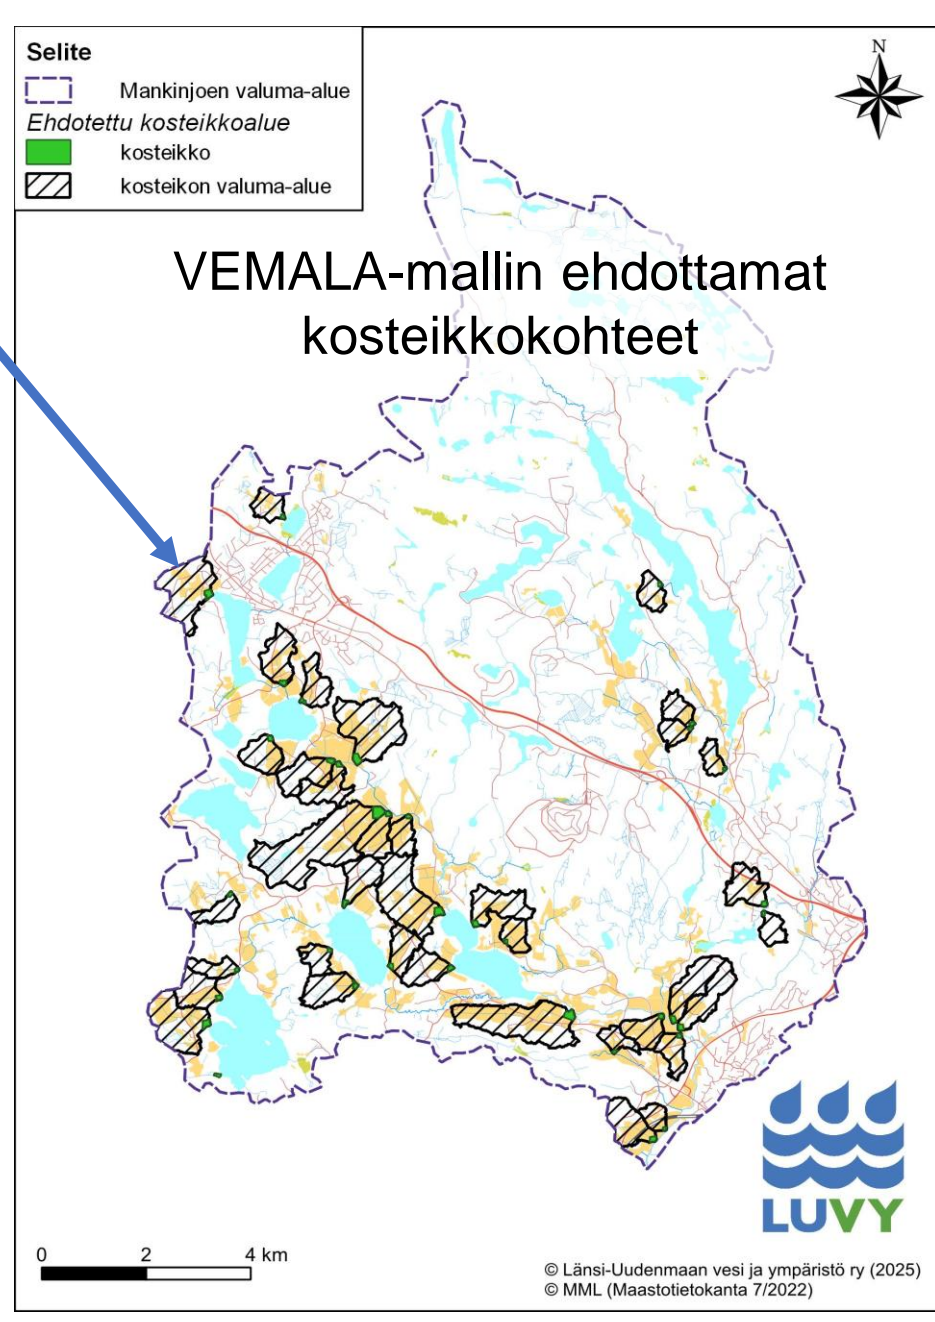 Selite
Mankinjoen valuma-alue
Ehdotettu kosteikkoalue
kosteikko
kosteikon valuma-alue
N
VEMALA-mallin ehdottamat
kosteikkokohteet
LUVY
0 2 4 km
© Länsi-Uudenmaan vesi ja ympäristö ry (2025)
© MML (Maastotietokanta 7/2022)